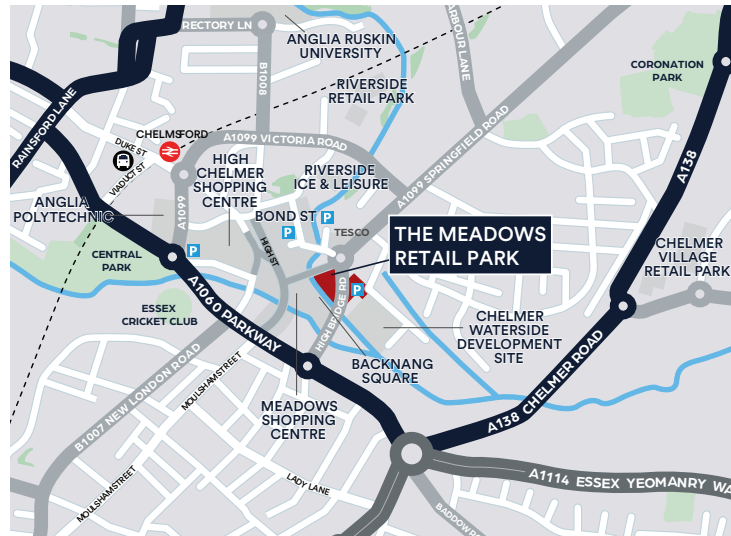 RECTORY LN
ANGLIA RUSKIN
UNIVERSITY
ARBOUR LANE
B1008
RIVERSIDE
RETAIL PARK
CORONATION
PARK
RAINSFORD LANE
CHELMSFORD
DUKE ST
VIADUCT ST
A1099 VICTORIA ROAD
A1099 SPRINGFIELD ROAD
A138
HIGH
CHELMER
SHOPPING
CENTRE
RIVERSIDE
ICE & LEISURE
ANGLIA
POLYTECHNIC
A1099
BOND ST
P
P
TESCO
THE MEADOWS
RETAIL PARK
CHELMER
VILLAGE
RETAIL PARK
CENTRAL
PARK
P
HIGH ST
P
A1060 PARKWAY
HIGH BRIDGE RD
ESSEX
CRICKET CLUB
CHELMER
WATERSIDE
DEVELOPMENT
SITE
BACKNANG
SQUARE
B1007 NEW LONDON ROAD
MOULSHAM STREET
MEADOWS
SHOPPING
CENTRE
A138 CHELMER ROAD
MOULSHAM STREET
LADY LANE
A1114 ESSEX YEOMANRY WA
BADDOW RO